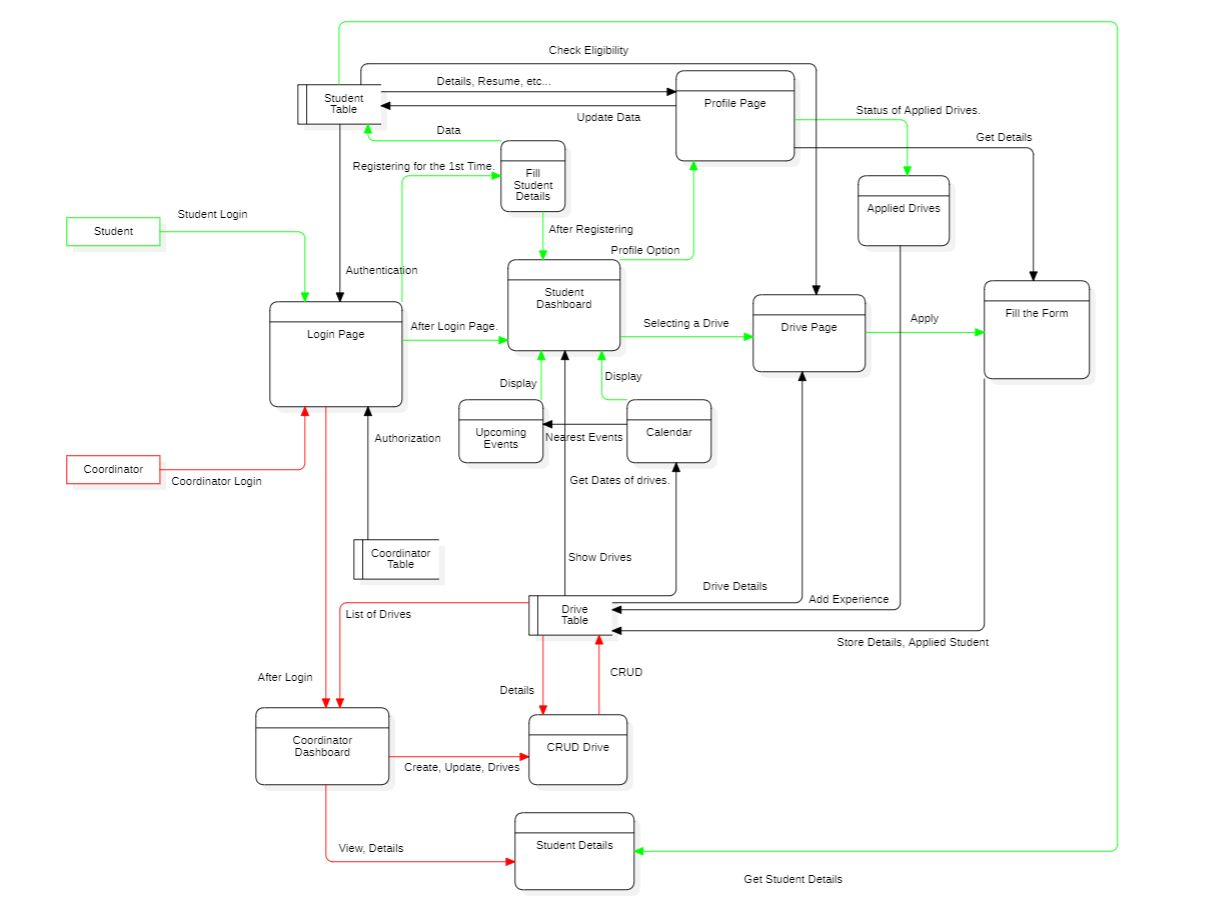 Check Eligibility
Details, Resume, etc...
Student
Table
Profile Page
Update Data
Status of Applied Drives.
Data
Get Details
Registering for the 1st Time.
Fill
Student
Details
Applied Drives
Student Login
Student
After Registering
Profile Option
Authentication
Student
Dashboard
Login Page
After Login Page.
Selecting a Drive
Drive Page
Apply
Fill the Form
Display
Display
Upcoming
Events
Nearest Events
Calendar
Authorization
Coordinator
Coordinator Login
Get Dates of drives.
Coordinator
Table
Show Drives
Drive Details
Add Experience
List of Drives
Drive
Table
Store Details, Applied Student
After Login
Details
CRUD
Coordinator
Dashboard
CRUD Drive
Create, Update, Drives
View, Details
Student Details
Get Student Details